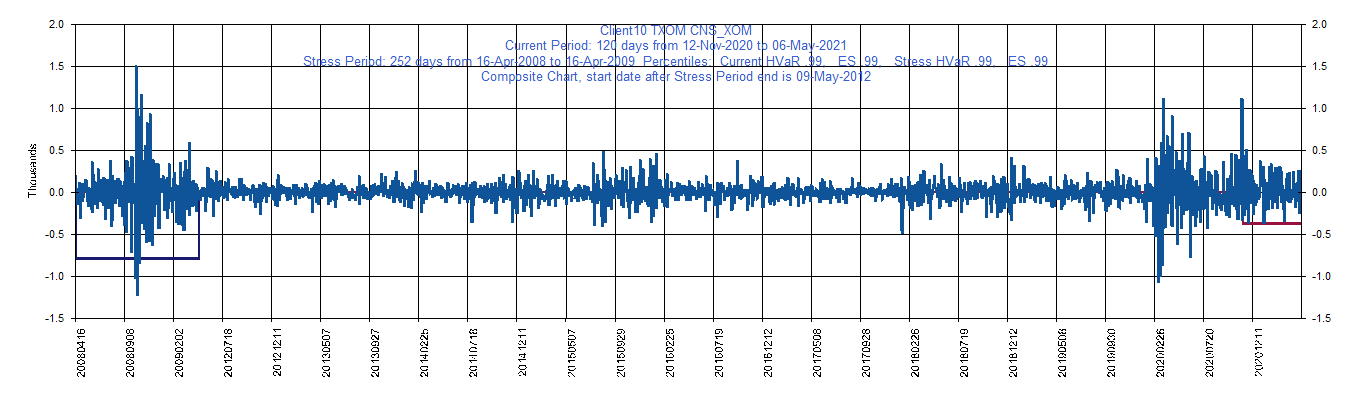 Client10 TXOM CNS_XOM
Current Period: 120 days from 12-Nov-2020 to 06-May-2021
Stress Period: 252 days from 16-Apr-2008 to 16-Apr-2009 Percentiles: Current HVaR .99, ES .99, Stress HVaR .99, ES .99
Composite Chart, start date after Stress Period end is 09-May-2012
2.0 2.0
1.5 1.5
1.0 1.0
0.5 0.5
Thousands
0.0 0.0
-0.5 -0.5
-1.0 -1.0
-1.5 -1.5
20080416 20080908 20090202 20120718 20121211 20130507 20130927 20140225 20140718 20141211 20150507 20150929 20160225 20160719 20161212 20170508 20170928 20180226 20180719 20181212 20190508 20190930 20200226 20200720 20201211